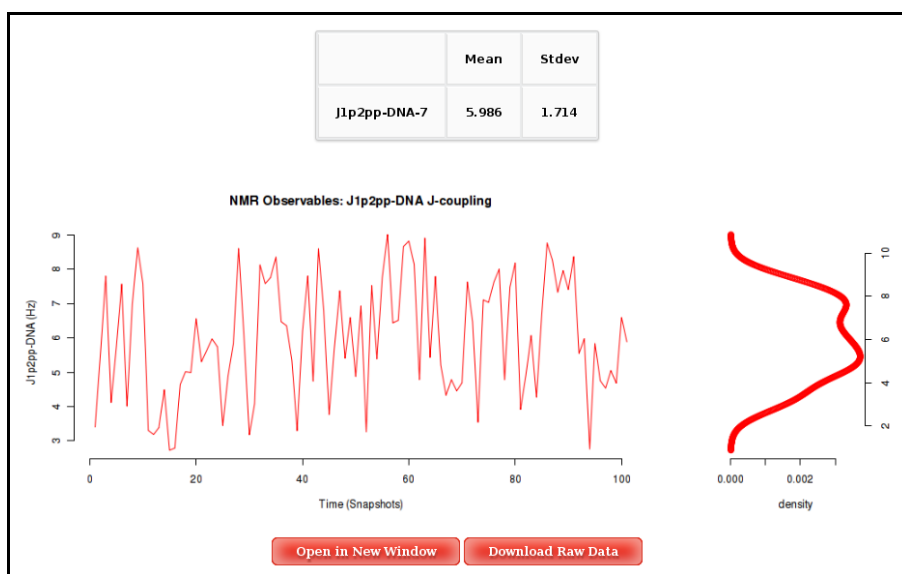 Mean Stdev
J1p2pp-DNA-7 5.986 1.714
NMR Observables: J1p2pp-DNA J-coupling
J1p2pp-DNA (Hz)
9
8
7
6
5
4
3
0 20 40 60 80 100
Time (Snapshots)
10
8
6
4
2
0.000 0.002
density
Open in New Window Download Raw Data